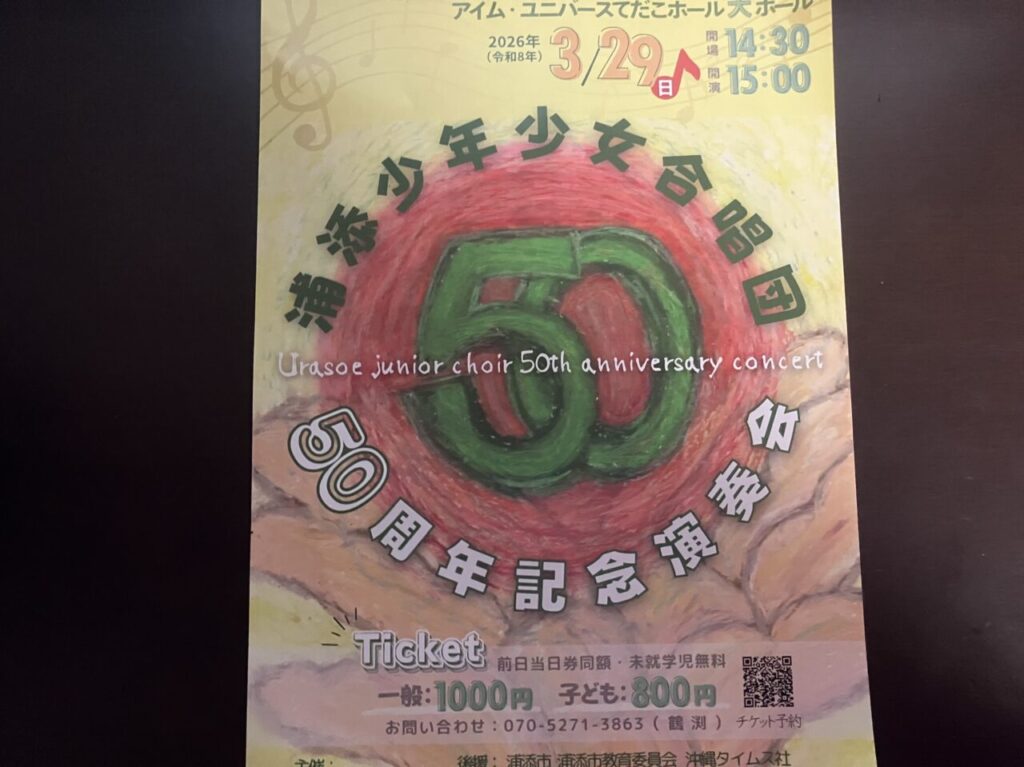 アイム・ユニバースてだこホール 大ホール
2026年
(令和8年)
3/29 日
開場 14:30
開演 15:00
浦添少年少女合唱団
50
Urasoe junior choir 50th anniversary concert
50周年記念演奏会
Ticket
前日当日券同額・未就学児無料
一般:1000円 子ども:800円
お問い合わせ:070-5271-3863(鶴渕)
チケット予約
主催:
後援:浦添市 浦添市教育委員会 沖縄タイムス社